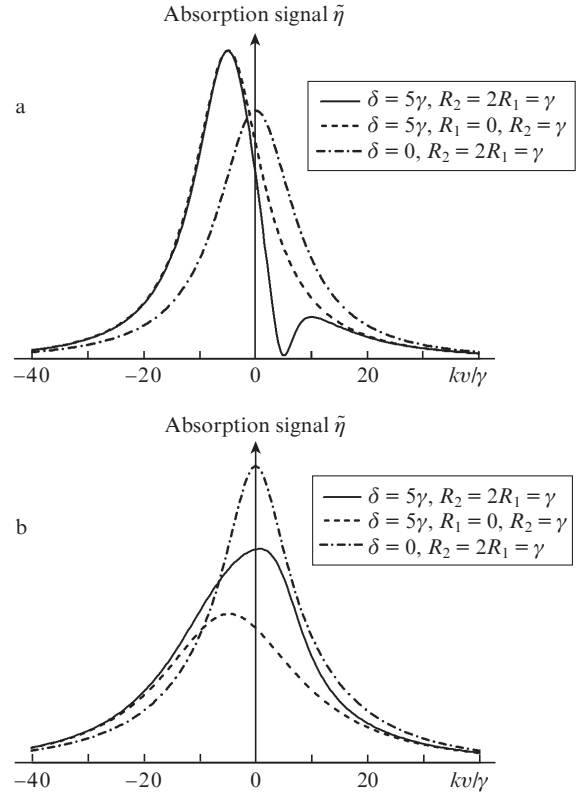 Absorption signal η̃
a
δ = 5γ, R₂ = 2R₁ = γ
δ = 5γ, R₁ = 0, R₂ = γ
δ = 0, R₂ = 2R₁ = γ
−40 −20 0 20 kv/γ
Absorption signal η̃
b
δ = 5γ, R₂ = 2R₁ = γ
δ = 5γ, R₁ = 0, R₂ = γ
δ = 0, R₂ = 2R₁ = γ
−40 −20 0 20 kv/γ